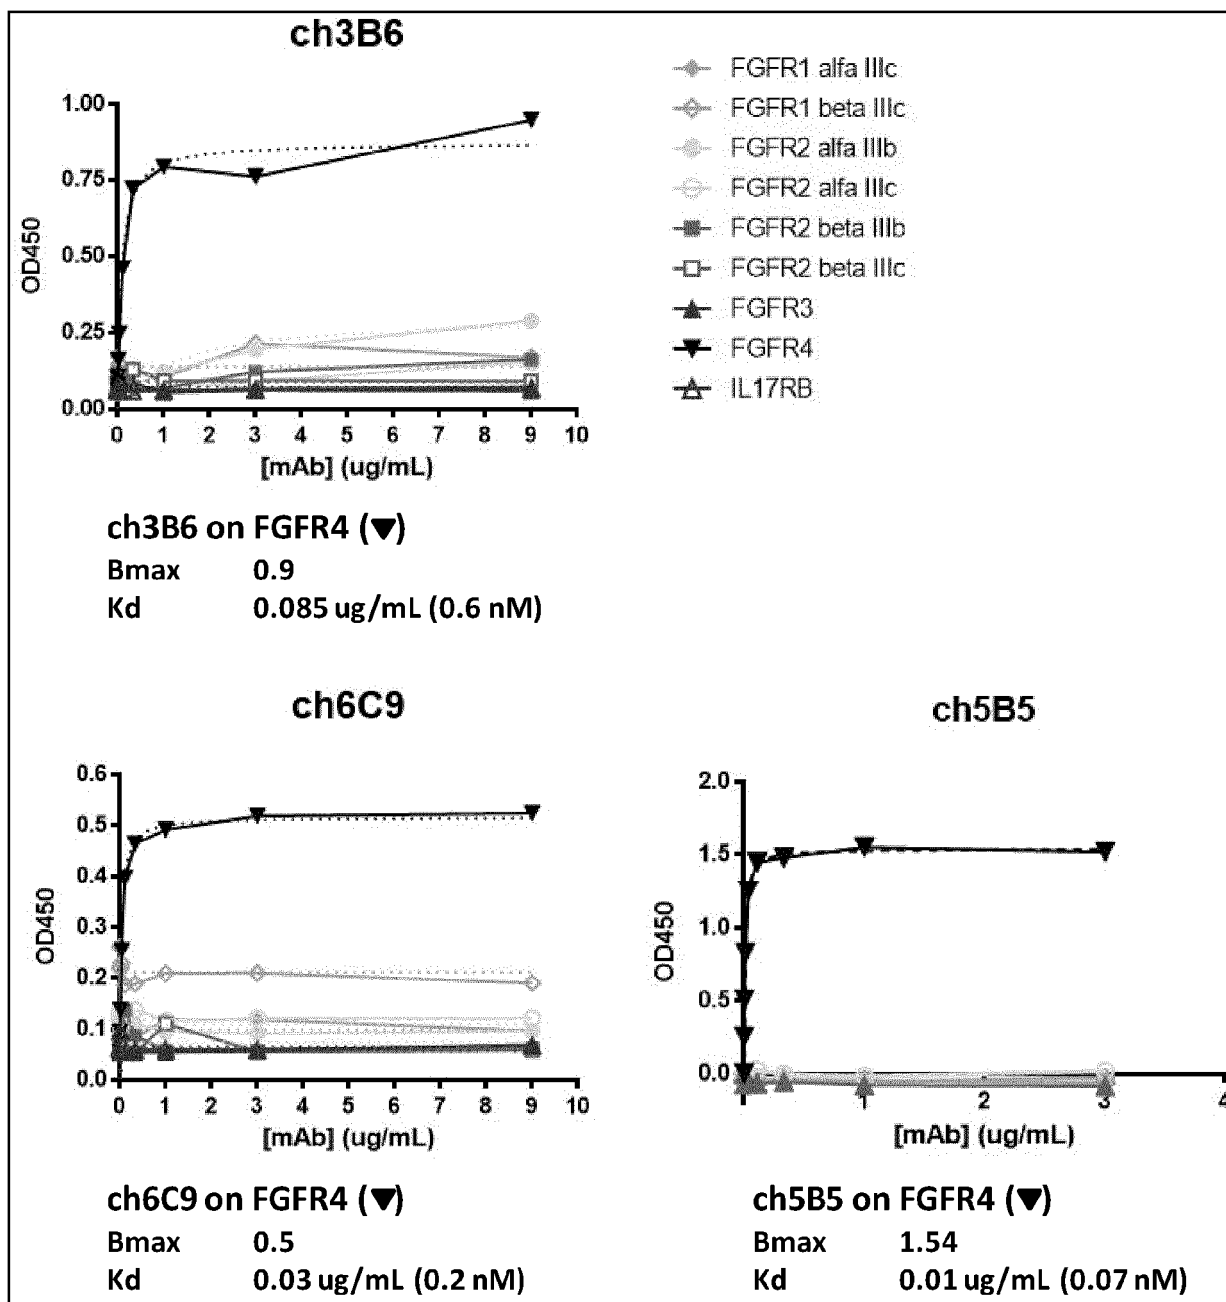 ch3B6
1.00
0.75
0.50
0.25
0.00
OD450
0 1 2 3 4 5 6 7 8 9 10
[mAb] (ug/mL)
FGFR1 alfa IIIc
FGFR1 beta IIIc
FGFR2 alfa IIIb
FGFR2 alfa IIIc
FGFR2 beta IIIb
FGFR2 beta IIIc
FGFR3
FGFR4
IL17RB
ch3B6 on FGFR4 (▼)
Bmax 0.9
Kd 0.085 ug/mL (0.6 nM)
ch6C9
0.6
0.5
0.4
0.3
0.2
0.1
0.0
OD450
0 1 2 3 4 5 6 7 8 9 10
[mAb] (ug/mL)
ch6C9 on FGFR4 (▼)
Bmax 0.5
Kd 0.03 ug/mL (0.2 nM)
ch5B5
2.0
1.5
1.0
0.5
0.0
OD450
1 2 3 4
[mAb] (ug/mL)
ch5B5 on FGFR4 (▼)
Bmax 1.54
Kd 0.01 ug/mL (0.07 nM)